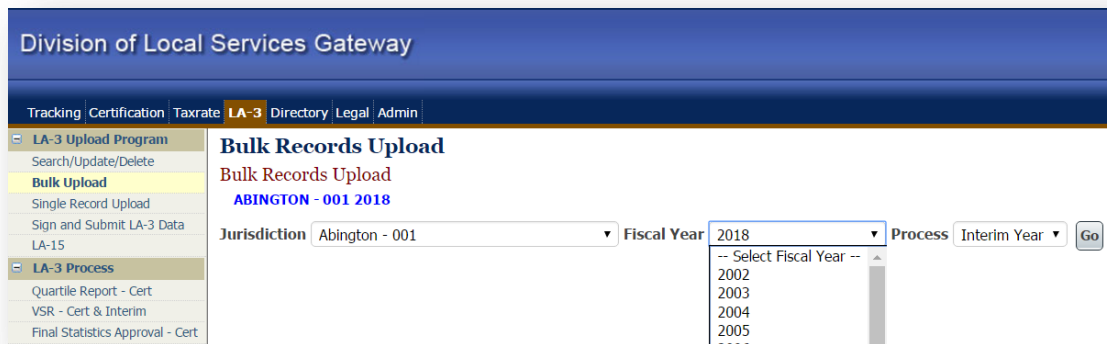 Division of Local Services Gateway
Tracking Certification Taxrate LA-3 Directory Legal Admin
LA-3 Upload Program
Search/Update/Delete
Bulk Upload
Single Record Upload
Sign and Submit LA-3 Data
LA-15
LA-3 Process
Quartile Report - Cert
VSR - Cert & Interim
Final Statistics Approval - Cert
Bulk Records Upload
Bulk Records Upload
ABINGTON - 001 2018
Jurisdiction Abington - 001 Fiscal Year 2018 Process Interim Year Go
-- Select Fiscal Year --
2002
2003
2004
2005